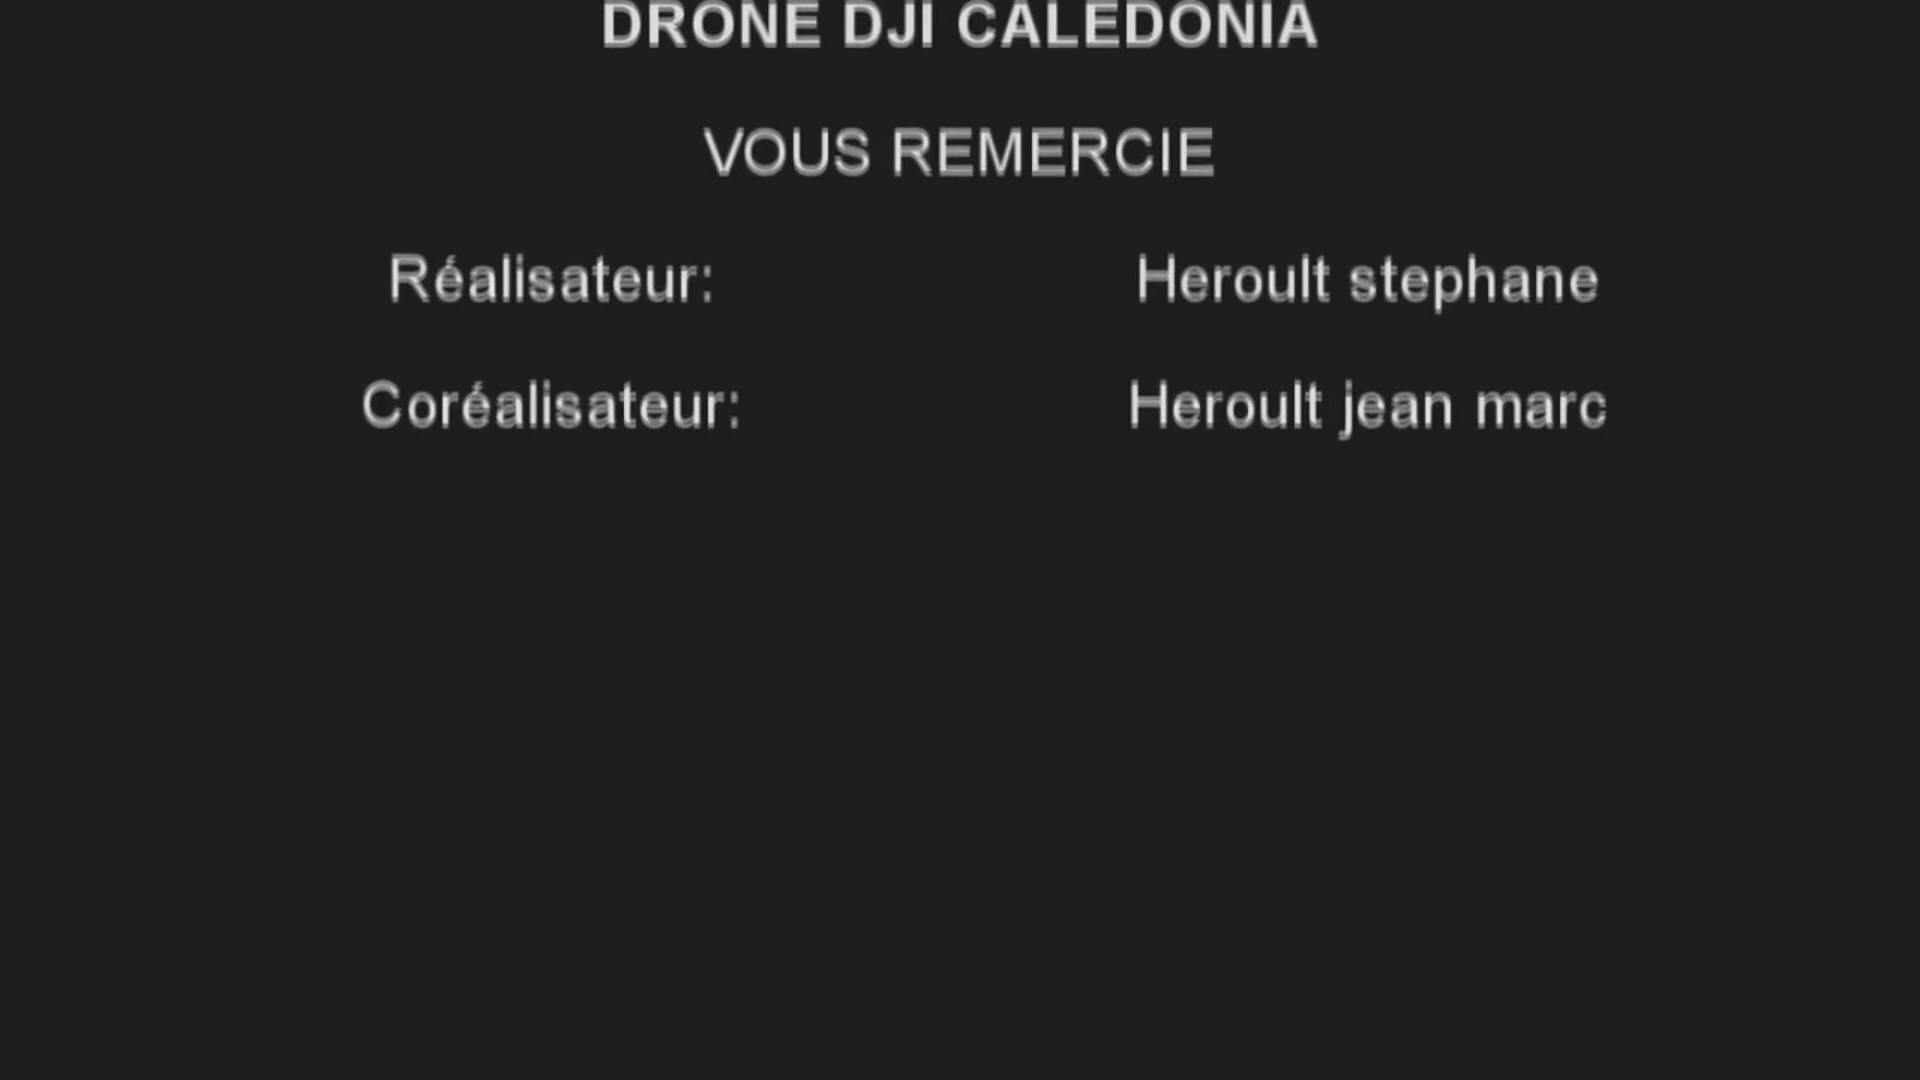 DRONE DJI CALEDONIA
VOUS REMERCIE
Réalisateur: Heroult stephane
Coréalisateur: Heroult jean marc